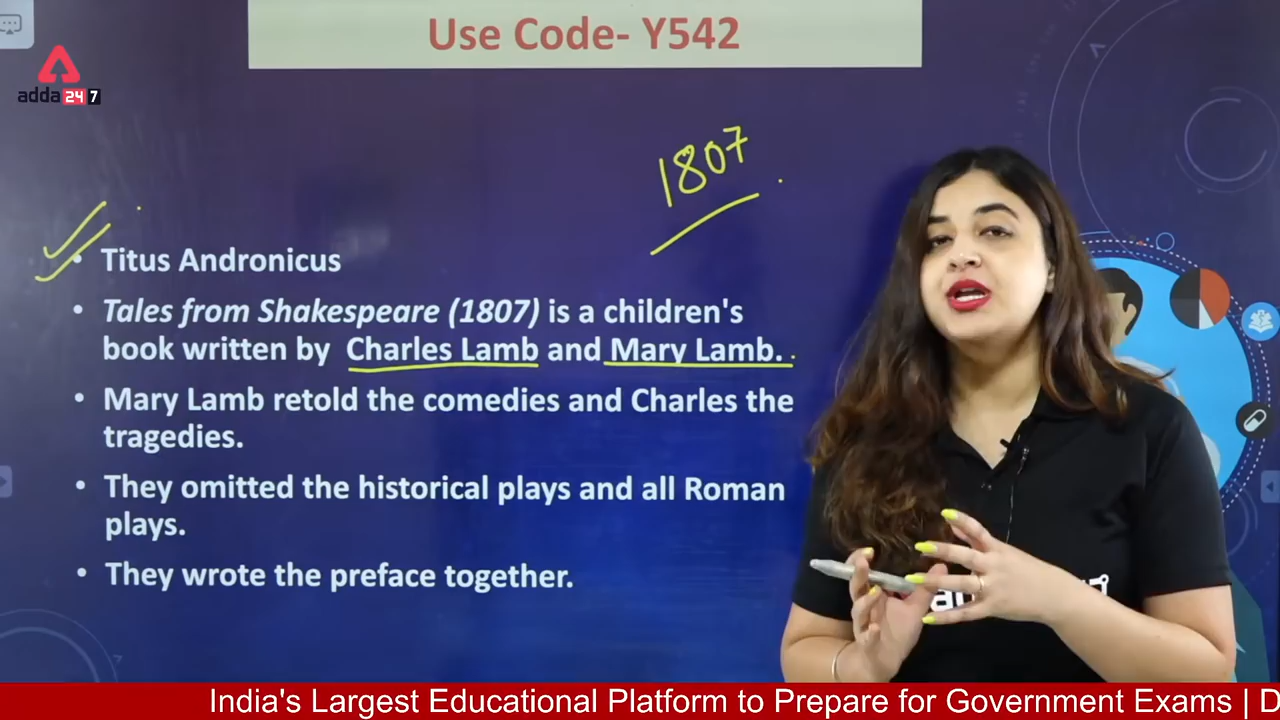 Use Code- Y542
adda 24 7
1807
• Titus Andronicus
• Tales from Shakespeare (1807) is a children's
book written by Charles Lamb and Mary Lamb.
• Mary Lamb retold the comedies and Charles the
tragedies.
• They omitted the historical plays and all Roman
plays.
• They wrote the preface together.
India's Largest Educational Platform to Prepare for Government Exams | D